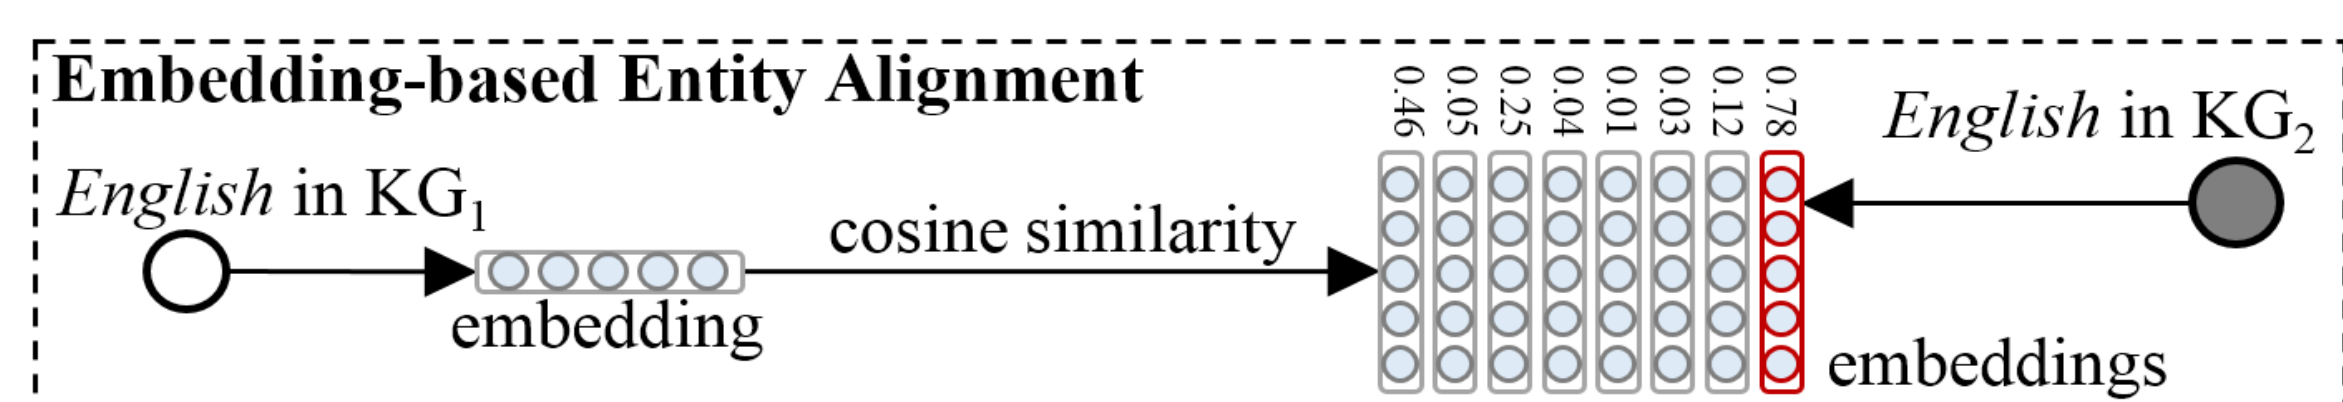 Embedding-based Entity Alignment
English in KG1
embedding
cosine similarity
0.46
0.05
0.25
0.04
0.01
0.03
0.12
0.78
English in KG2
embeddings